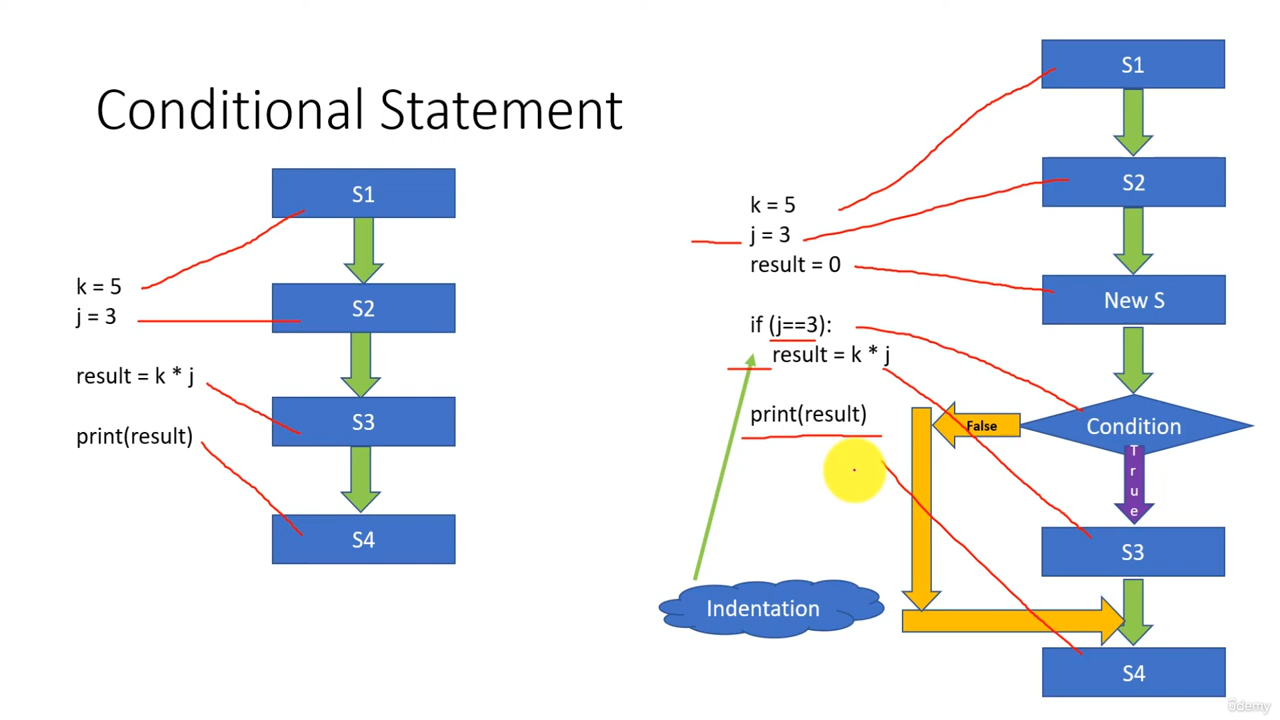 Conditional Statement
S1
S2
S3
S4
k = 5
j = 3
result = k * j
print(result)
k = 5
j = 3
result = 0
if (j==3):
result = k * j
print(result)
Indentation
S1
S2
New S
Condition
False
True
S3
S4
ûdemy